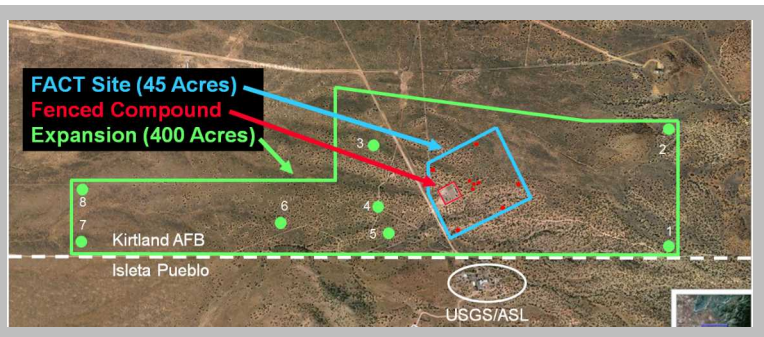 FACT Site (45 Acres)
Fenced Compound
Expansion (400 Acres)
3
2
8
6
4
7
5
1
Kirtland AFB
Isleta Pueblo
USGS/ASL